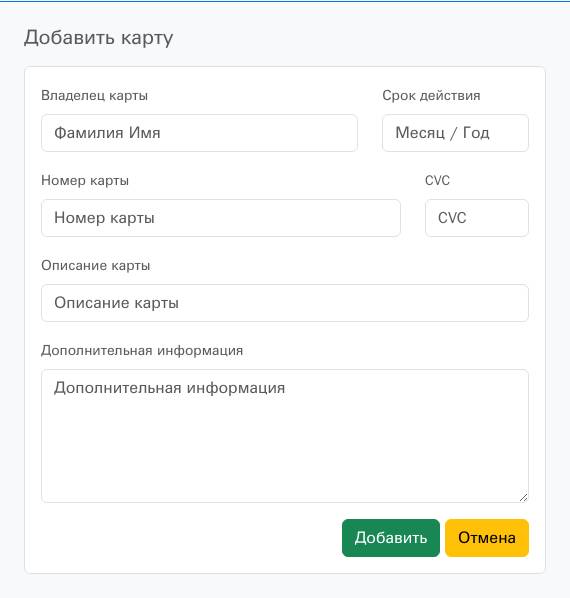 Добавить карту
Владелец карты
Срок действия
Фамилия Имя
Месяц / Год
Номер карты
CVC
Номер карты
CVC
Описание карты
Описание карты
Дополнительная информация
Дополнительная информация
Добавить
Отмена